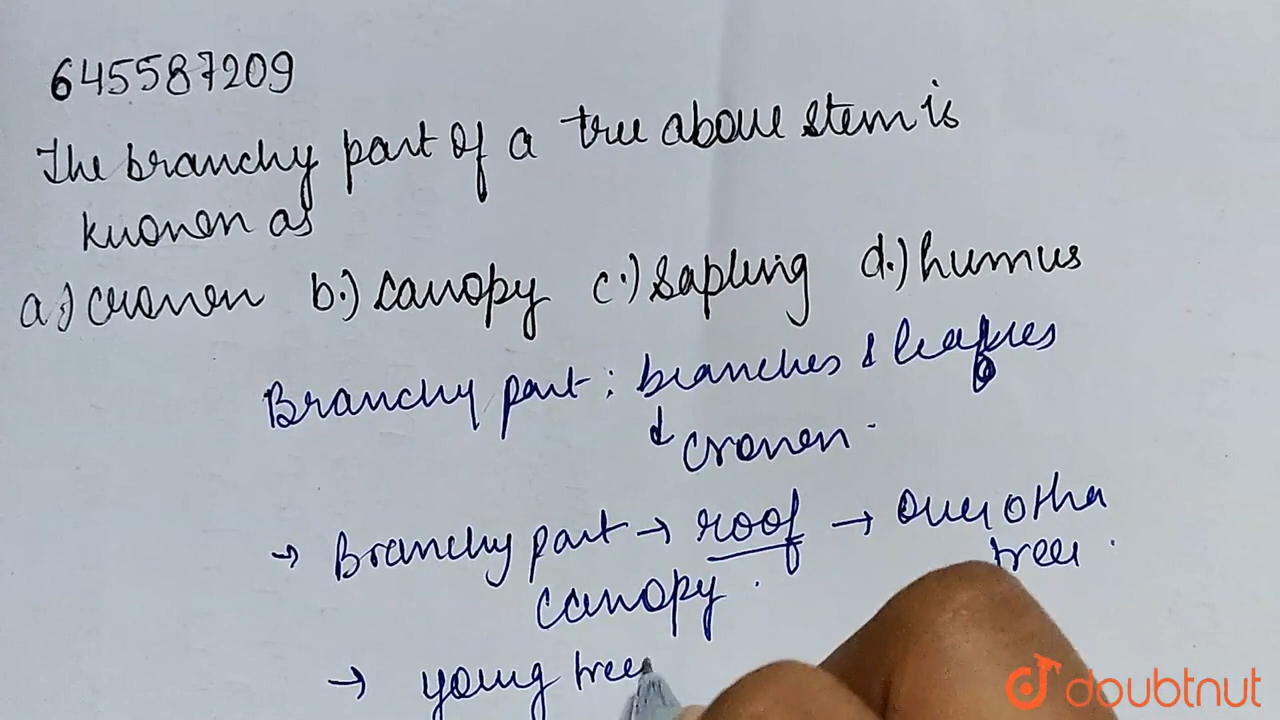 645587209
The branchy part of a tree above stem is
known as
a.) crown b.) canopy c.) sapling d.) humus
Branchy part : branches & leaves
↓ crown.
→ Branchy part → roof → over other
canopy. trees.
→ young tree
doubtnut